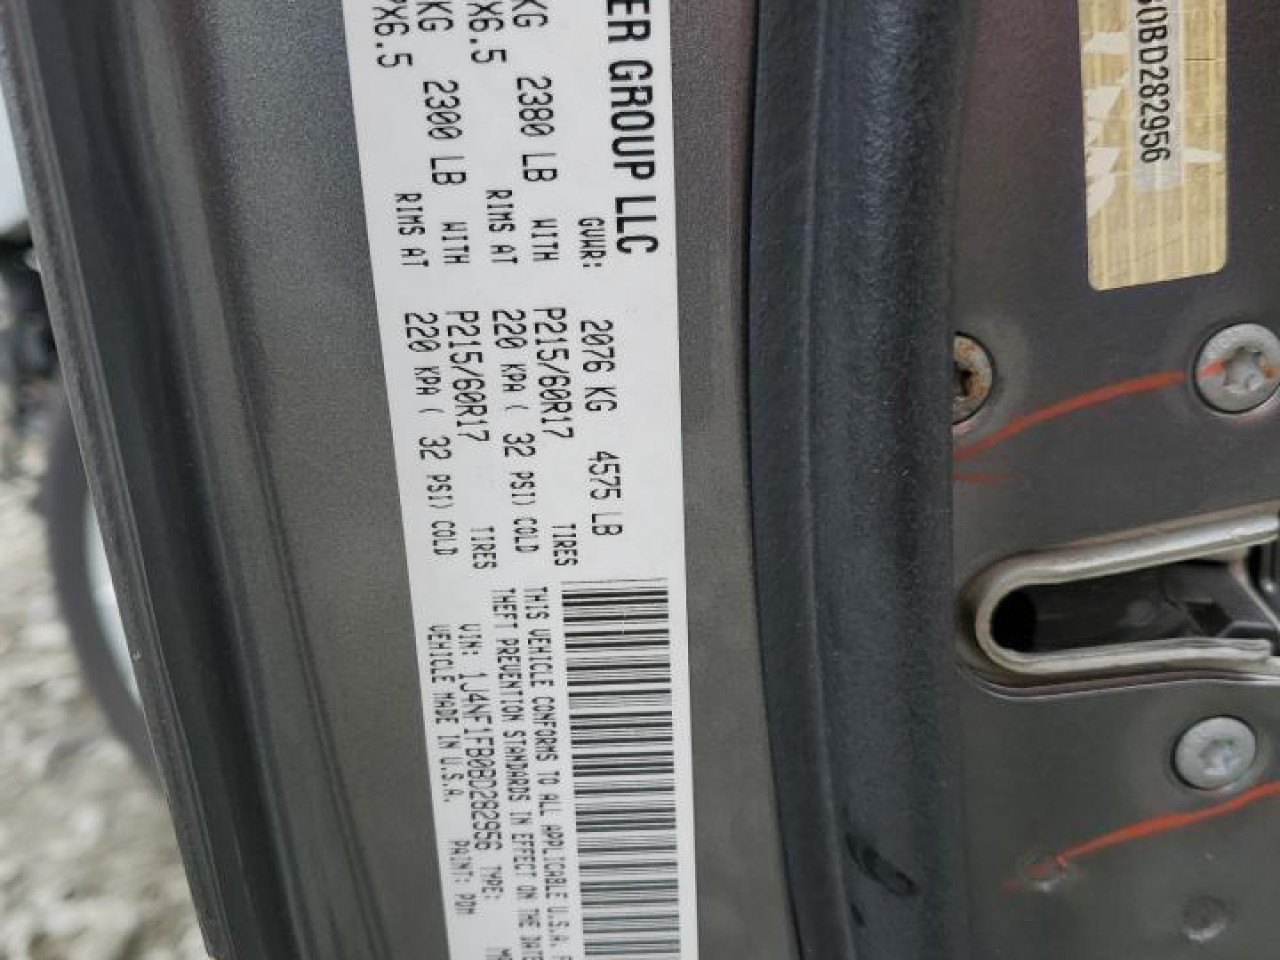 ER GROUP LLC
GVWR: 2076 KG 4575 LB
KG 2380 LB WITH P215/60R17 TIRES
X6.5 RIMS AT 220 KPA ( 32 PSI) COLD
KG 2300 LB WITH P215/60R17 TIRES
X6.5 RIMS AT 220 KPA ( 32 PSI) COLD
THIS VEHICLE CONFORMS TO ALL APPLICABLE U.S.A. F
THEFT PREVENTION STANDARDS IN EFFECT ON THE DATE
VIN: 1J4NF1FB0BD282956 TYPE:
VEHICLE MADE IN U.S.A. PAINT: PDM
0BD282956